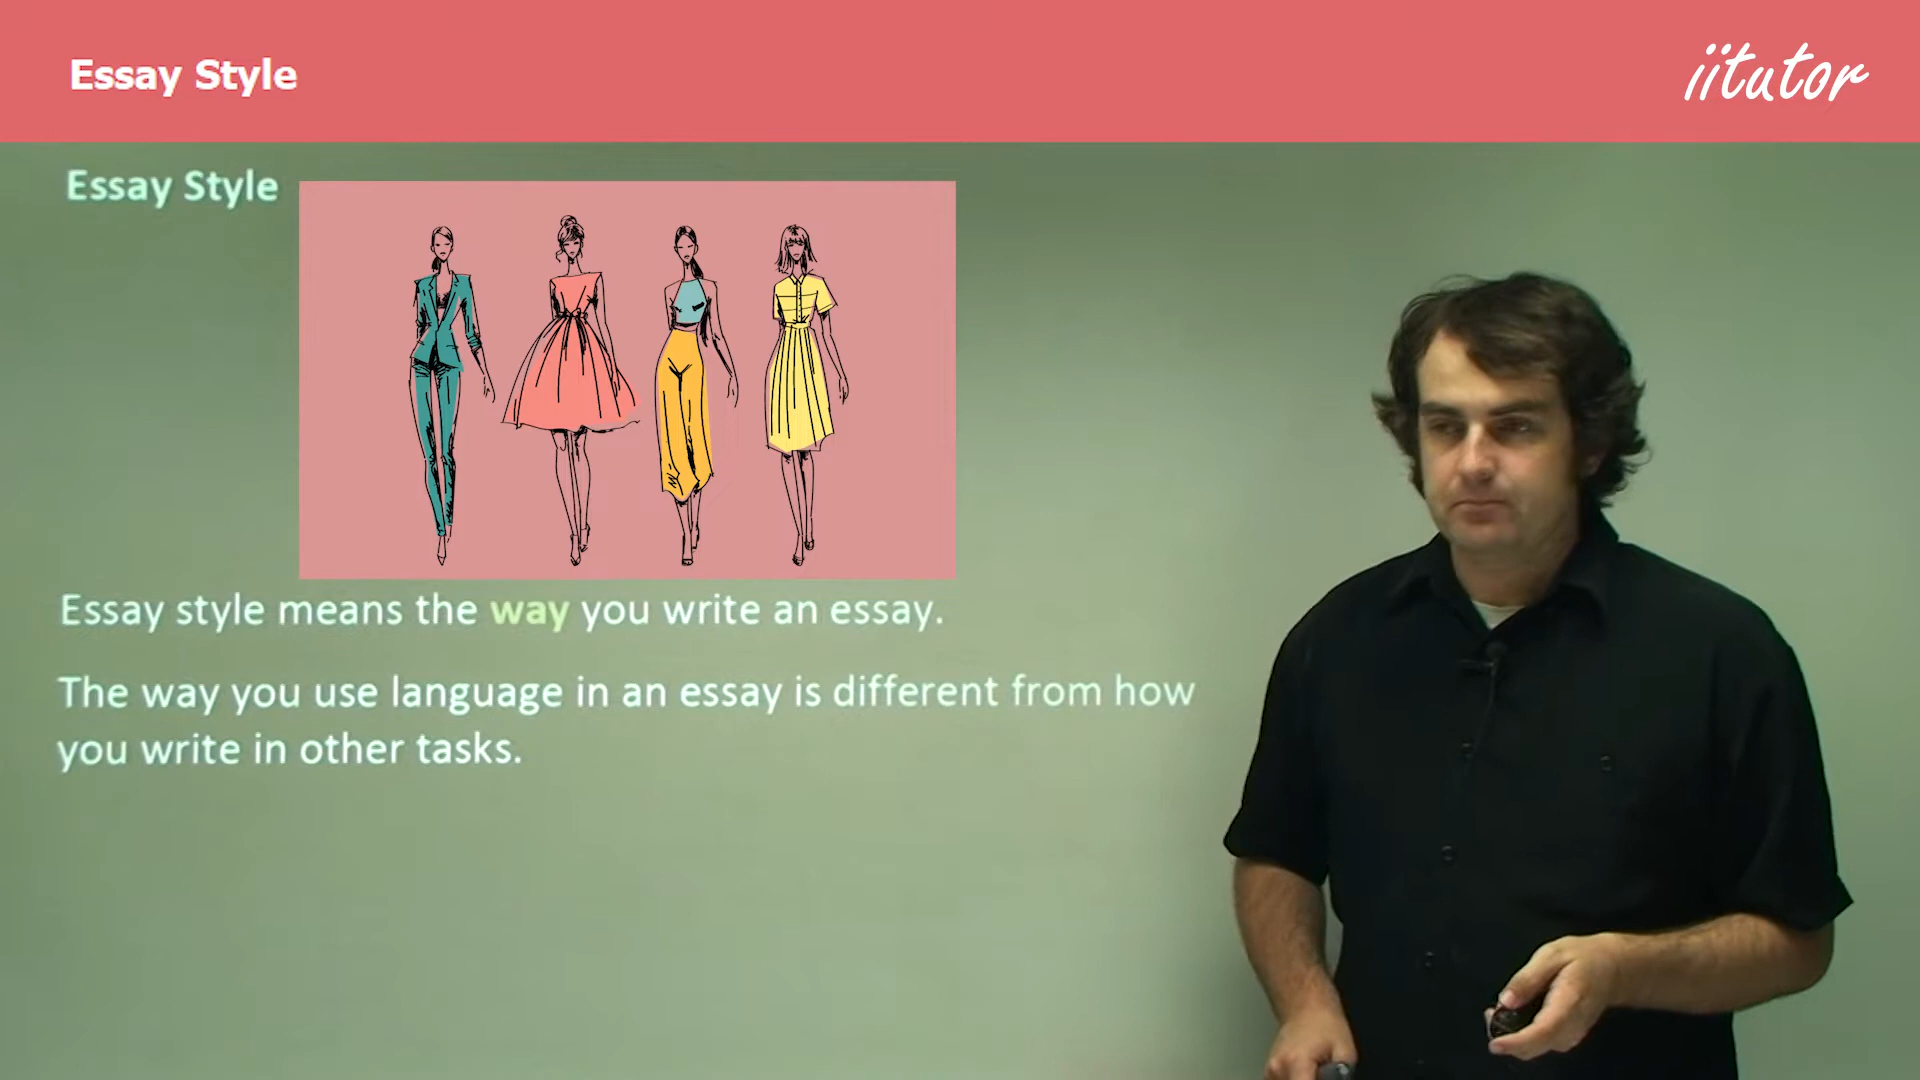 Essay Style
iitutor
Essay Style
Essay style means the way you write an essay.
The way you use language in an essay is different from how
you write in other tasks.